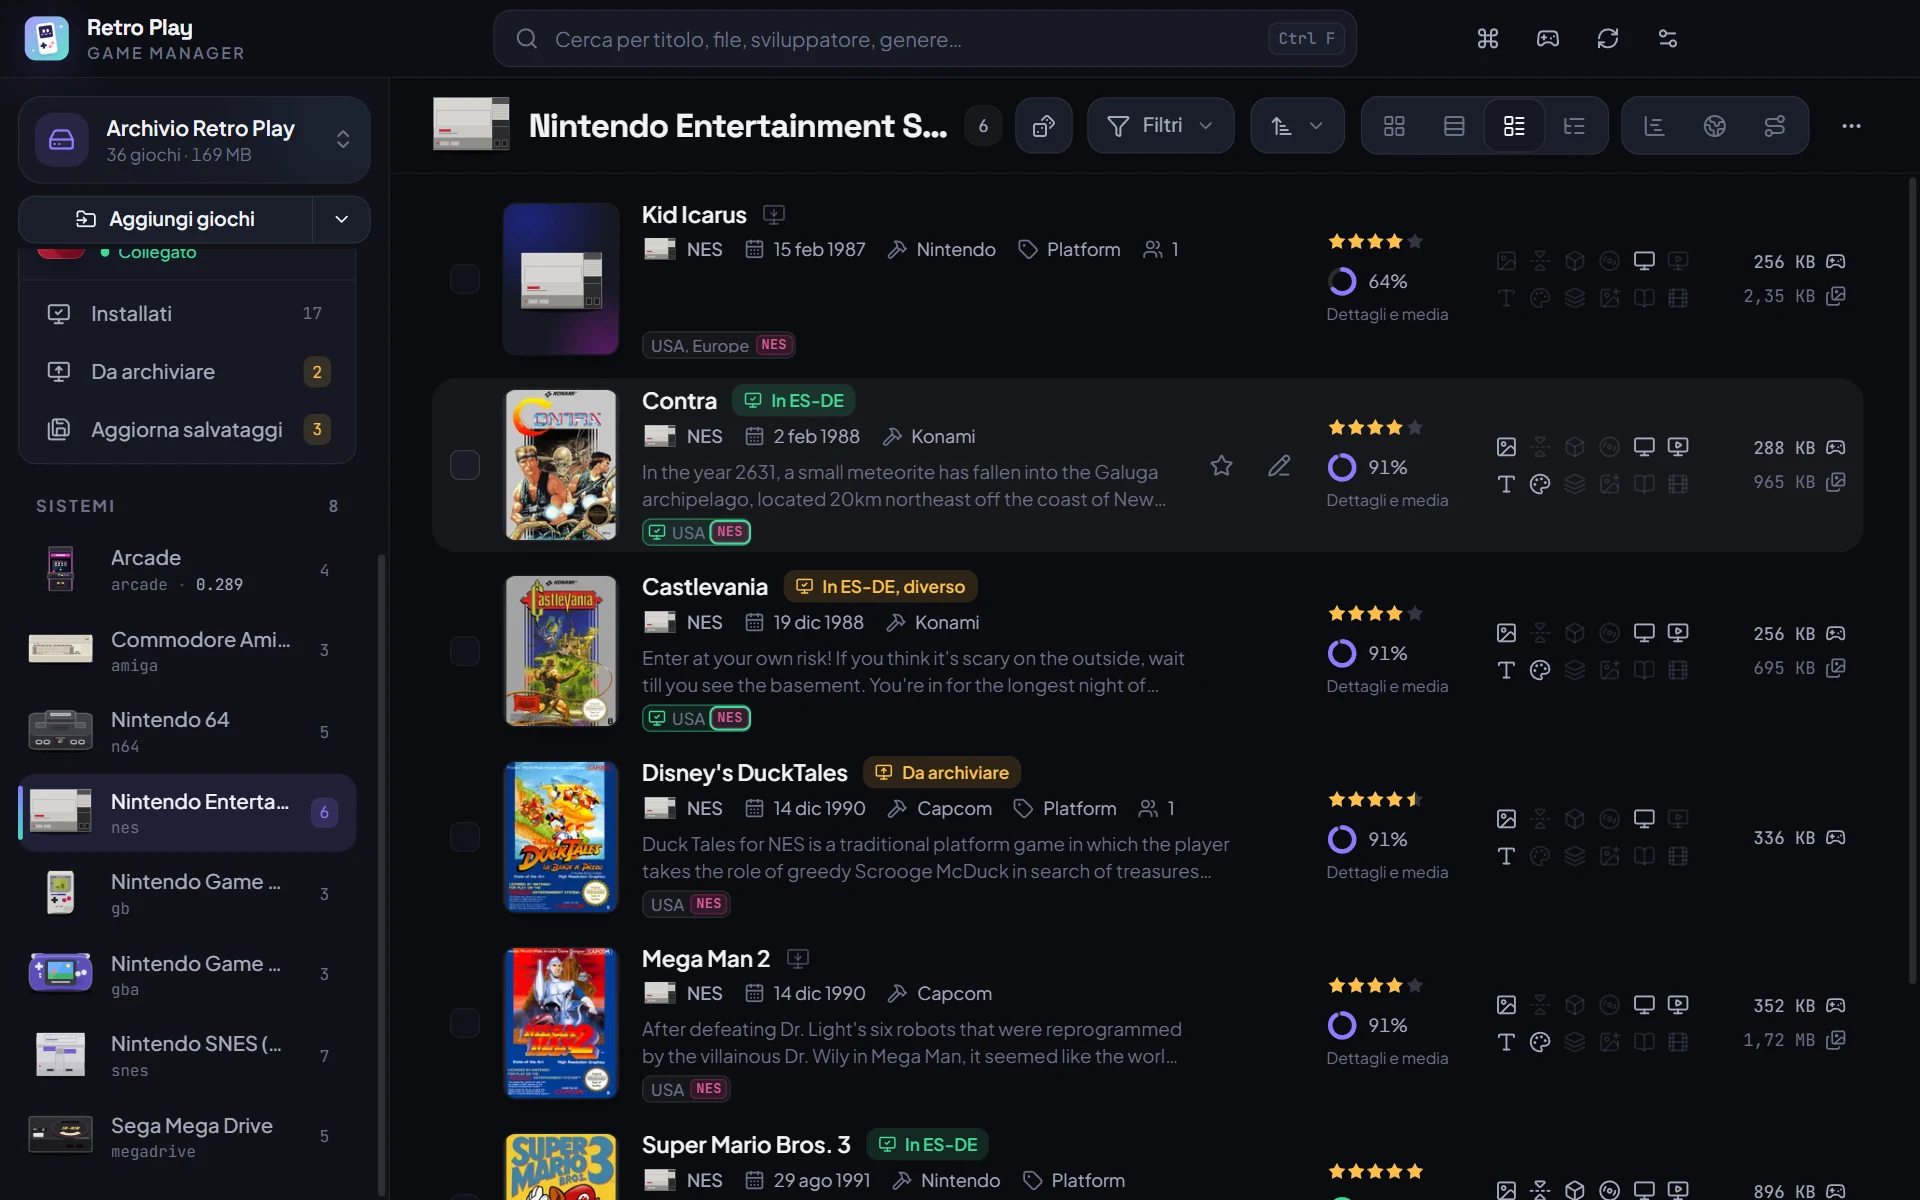 Retro Play
GAME MANAGER
Cerca per titolo, file, sviluppatore, genere...
Ctrl F
Archivio Retro Play
36 giochi · 169 MB
Aggiungi giochi
Collegato
Installati 17
Da archiviare 2
Aggiorna salvataggi 3
SISTEMI 8
Arcade
arcade · 0.289
4
Commodore Ami...
amiga
3
Nintendo 64
n64
5
Nintendo Enterta...
nes
6
Nintendo Game ...
gb
3
Nintendo Game ...
gba
3
Nintendo SNES (...
snes
7
Sega Mega Drive
megadrive
5
Nintendo Entertainment S... 6
Filtri
Kid Icarus
NES 15 feb 1987 Nintendo Platform 1
USA, Europe NES
64%
Dettagli e media
256 KB
2,35 KB
Contra In ES-DE
NES 2 feb 1988 Konami
In the year 2631, a small meteorite has fallen into the Galuga
archipelago, located 20km northeast off the coast of New...
USA NES
91%
Dettagli e media
288 KB
965 KB
KONAMI
CONTRA
Castlevania In ES-DE, diverso
NES 19 dic 1988 Konami
Enter at your own risk! If you think it's scary on the outside, wait
till you see the basement. You're in for the longest night of...
USA NES
91%
Dettagli e media
256 KB
695 KB
KONAMI
Castlevania
Disney's DuckTales Da archiviare
NES 14 dic 1990 Capcom Platform 1
Duck Tales for NES is a traditional platform game in which the player
takes the role of greedy Scrooge McDuck in search of treasures...
USA NES
91%
Dettagli e media
336 KB
DUCKTALES
Mega Man 2
NES 14 dic 1990 Capcom
After defeating Dr. Light's six robots that were reprogrammed
by the villainous Dr. Wily in Mega Man, it seemed like the worl...
USA NES
91%
Dettagli e media
352 KB
1,72 MB
MEGA
MAN 2
Super Mario Bros. 3 In ES-DE
NES 29 ago 1991 Nintendo Platform
896 KB
SUPER
MARIO 3
BROS.